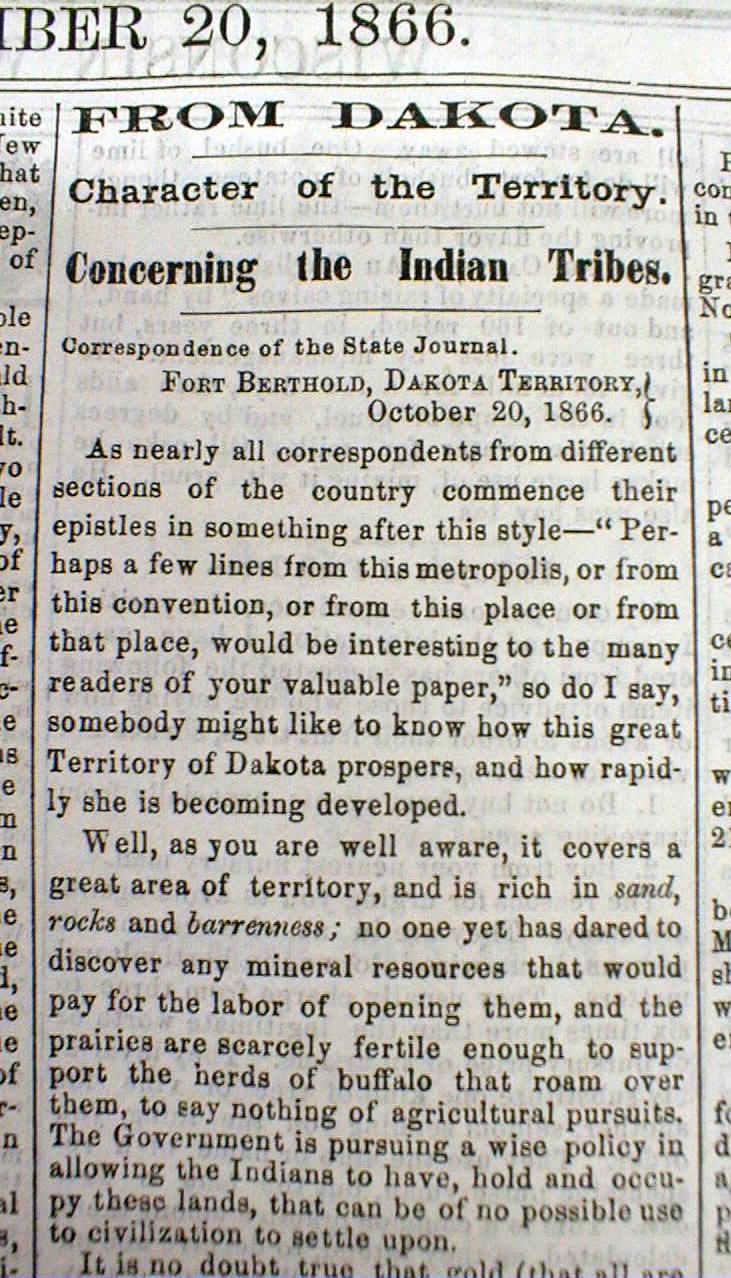 BER 20, 1866.
FROM DAKOTA.
Character of the Territory.
Concerning the Indian Tribes.
Correspondence of the State Journal.
FORT BERTHOLD, DAKOTA TERRITORY,
October 20, 1866.
As nearly all correspondents from different
sections of the country commence their
epistles in something after this style—“Per-
haps a few lines from this metropolis, or from
this convention, or from this place or from
that place, would be interesting to the many
readers of your valuable paper,” so do I say,
somebody might like to know how this great
Territory of Dakota prospers, and how rapid-
ly she is becoming developed.
Well, as you are well aware, it covers a
great area of territory, and is rich in sand,
rocks and barrenness; no one yet has dared to
discover any mineral resources that would
pay for the labor of opening them, and the
prairies are scarcely fertile enough to sup-
port the herds of buffalo that roam over
them, to say nothing of agricultural pursuits.
The Government is pursuing a wise policy in
allowing the Indians to have, hold and occu-
py these lands, that can be of no possible use
to civilization to settle upon.
It is no doubt true that gold (that all are